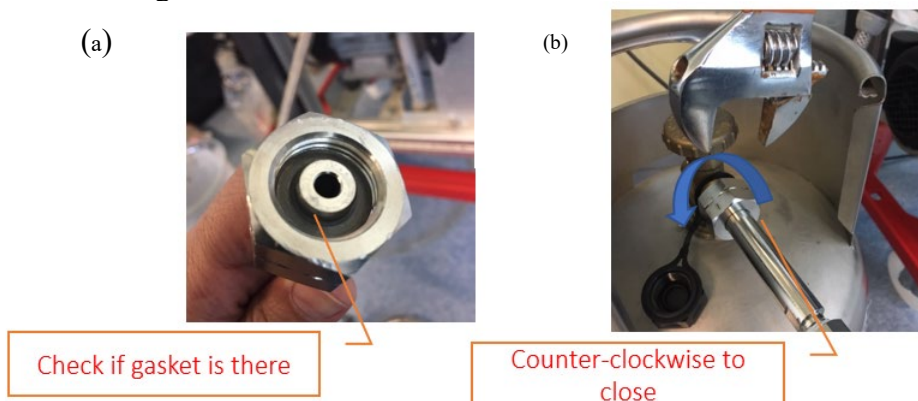 (a)
(b)
Check if gasket is there
Counter-clockwise to
close